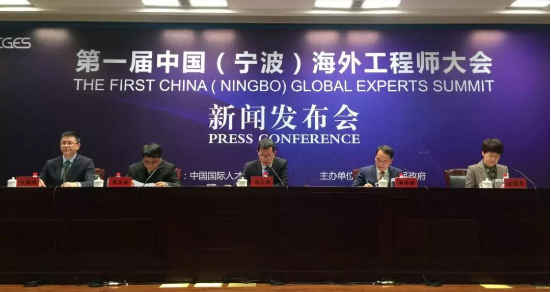 CGES
第一届中国（宁波）海外工程师大会
THE FIRST CHINA ( NINGBO) GLOBAL EXPERTS SUMMIT
新闻发布会
PRESS CONFERENCE
：中国国际人才 主办单位 政府